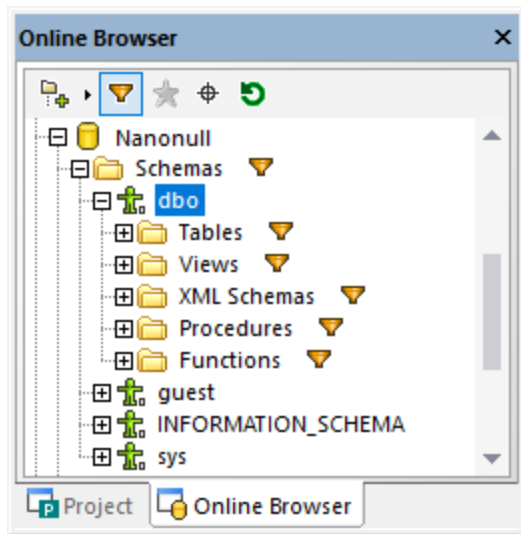 Online Browser
Nanonull
Schemas
dbo
Tables
Views
XML Schemas
Procedures
Functions
guest
INFORMATION_SCHEMA
sys
Project Online Browser